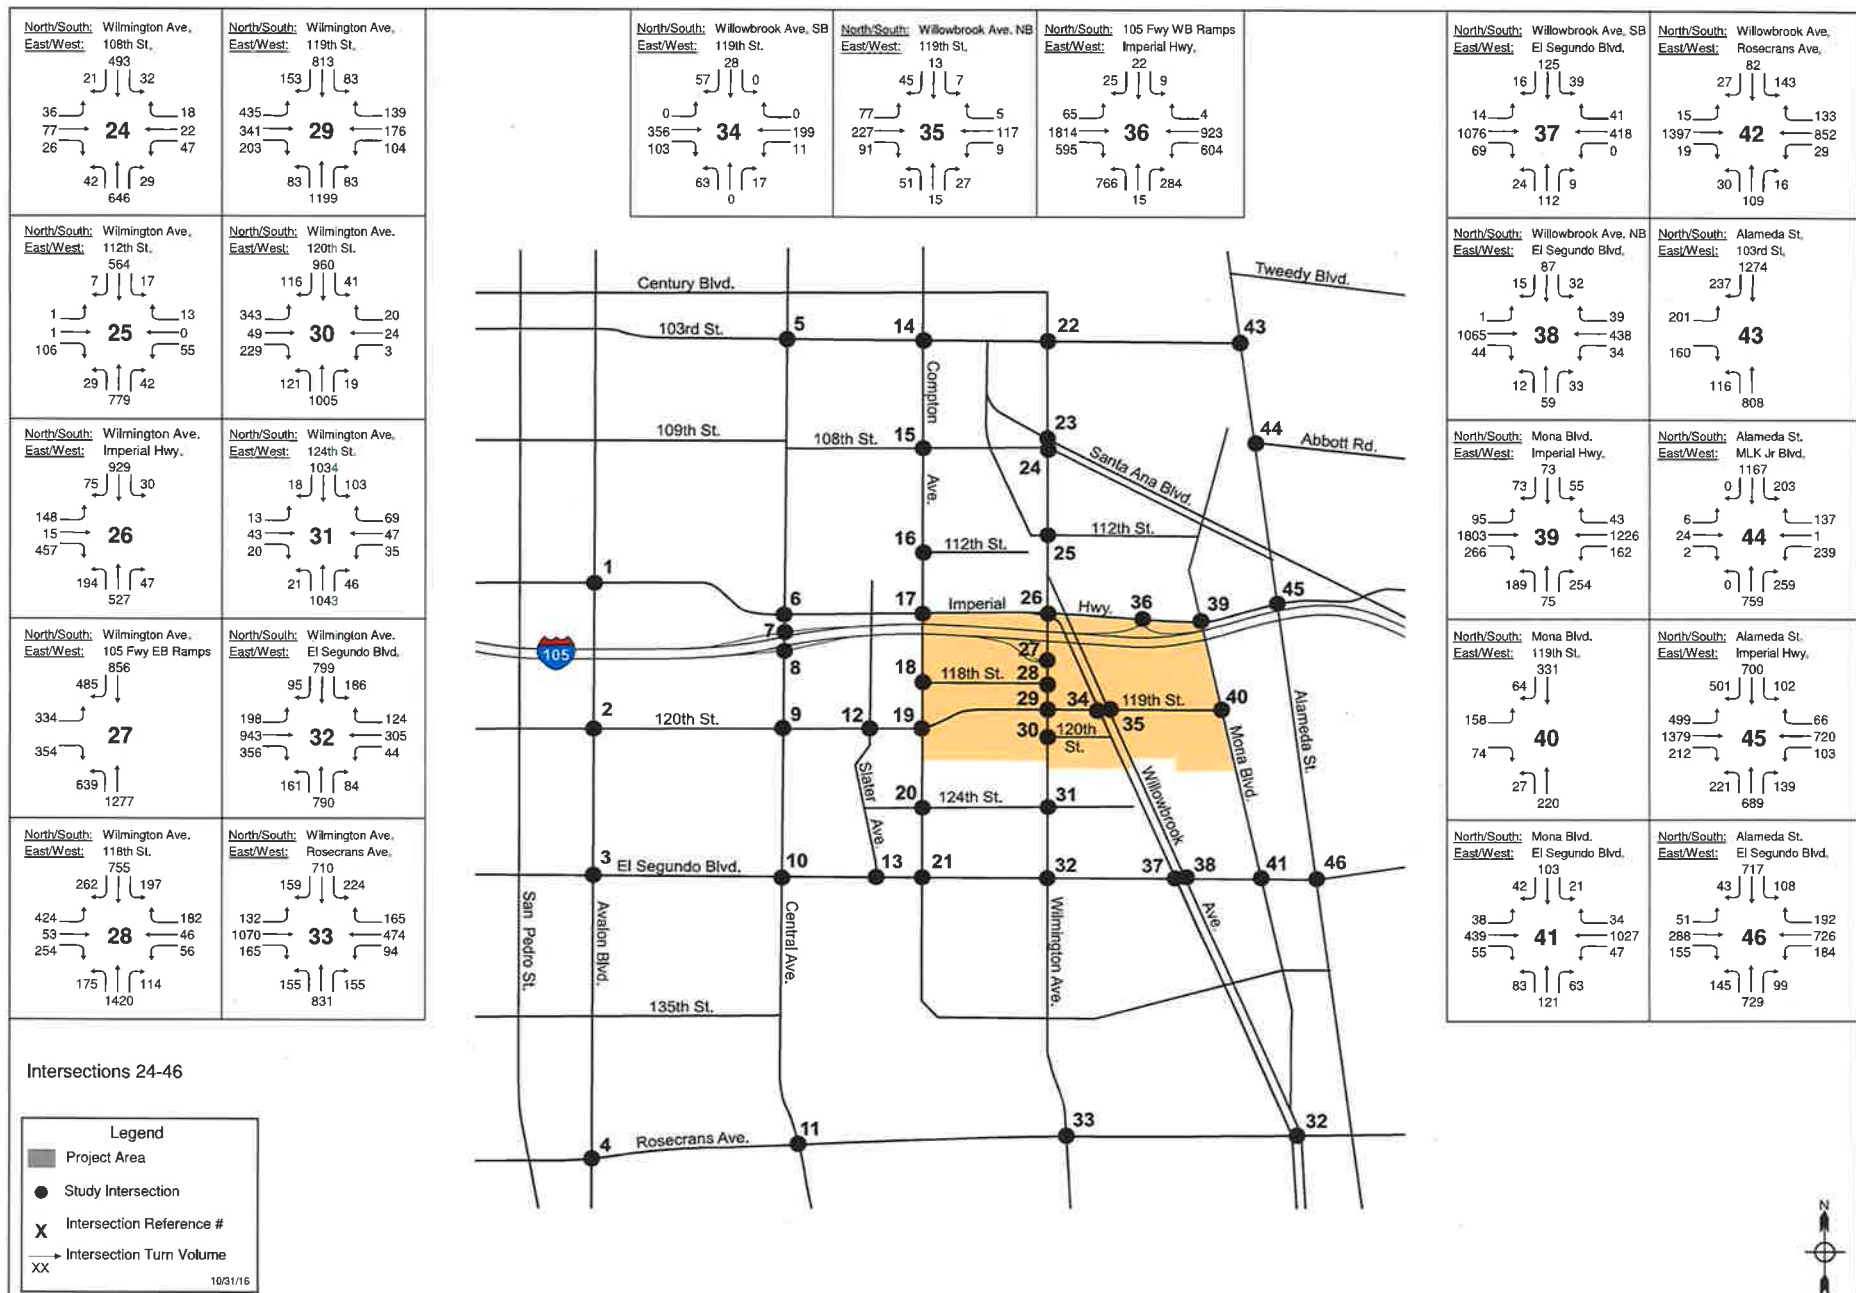 North/South: Wilmington Ave.
East/West: 108th St.
493
21 32
36 18
77 24 22
26 47
42 29
646
North/South: Wilmington Ave.
East/West: 119th St.
813
153 83
435 139
341 29 176
203 104
83 83
1199
North/South: Wilmington Ave.
East/West: 112th St.
564
7 17
1 13
1 25 0
106 55
29 42
779
North/South: Wilmington Ave.
East/West: 120th St.
960
116 41
343 20
49 30 24
229 3
121 19
1005
North/South: Wilmington Ave.
East/West: Imperial Hwy.
929
75 30
148
15 26
457
194 47
527
North/South: Wilmington Ave.
East/West: 124th St.
1034
18 103
13 69
43 31 47
20 35
21 46
1043
North/South: Wilmington Ave.
East/West: 105 Fwy EB Ramps
856
485
334
27
354
639
1277
North/South: Wilmington Ave.
East/West: El Segundo Blvd.
799
95 186
198 124
943 32 305
356 44
161 84
790
North/South: Wilmington Ave.
East/West: 118th St.
755
262 197
424 182
53 28 46
254 56
175 114
1420
North/South: Wilmington Ave.
East/West: Rosecrans Ave.
710
159 224
132 165
1070 33 474
165 94
155 155
831
North/South: Willowbrook Ave. SB
East/West: 119th St.
28
57 0
0 0
356 34 199
103 11
63 17
0
North/South: Willowbrook Ave. NB
East/West: 119th St.
13
45 7
77 5
227 35 117
91 9
51 27
15
North/South: 105 Fwy WB Ramps
East/West: Imperial Hwy.
22
25 9
65 4
1814 36 923
595 604
766 284
15
North/South: Willowbrook Ave. SB
East/West: El Segundo Blvd.
125
16 39
14 41
1076 37 418
69 0
24 9
112
North/South: Willowbrook Ave.
East/West: Rosecrans Ave.
82
27 143
15 133
1397 42 852
19 29
30 16
109
North/South: Willowbrook Ave. NB
East/West: El Segundo Blvd.
87
15 32
1 39
1065 38 438
44 34
12 33
59
North/South: Alameda St.
East/West: 103rd St.
1274
237
201
43
160
116
808
North/South: Mona Blvd.
East/West: Imperial Hwy.
73
73 55
95 43
1803 39 1226
266 162
189 254
75
North/South: Alameda St.
East/West: MLK Jr Blvd.
1167
0 203
6 137
24 44 1
2 239
0 259
759
North/South: Mona Blvd.
East/West: 119th St.
331
64
158
40
74
27
220
North/South: Alameda St.
East/West: Imperial Hwy.
700
501 102
499 66
1379 45 720
212 103
221 139
689
North/South: Mona Blvd.
East/West: El Segundo Blvd.
103
42 21
38 34
439 41 1027
55 47
83 63
121
North/South: Alameda St.
East/West: El Segundo Blvd.
717
43 108
51 192
288 46 726
155 184
145 99
729
Tweedy Blvd.
Century Blvd.
103rd St.
5
14
22
43
Compton
Ave.
109th St.
108th St.
15
23
24
44
Abbott Rd.
Santa Ana Blvd.
16
112th St.
25
112th St.
1
6
17
Imperial
26
Hwy.
36
39
45
7
105
8
27
18
118th St.
28
2
120th St.
9
12
19
29
34
119th St.
35
40
30
120th
St.
Mona Blvd.
Alameda St.
Slater
Ave.
20
124th St.
31
Willowbrook
Ave.
3
El Segundo Blvd.
10
13
21
32
37
38
41
46
San Pedro St.
Avalon Blvd.
Central Ave.
Wilmington Ave.
135th St.
4
Rosecrans Ave.
11
33
32
Intersections 24-46
Legend
Project Area
Study Intersection
X Intersection Reference #
Intersection Turn Volume
XX
10/31/16
N